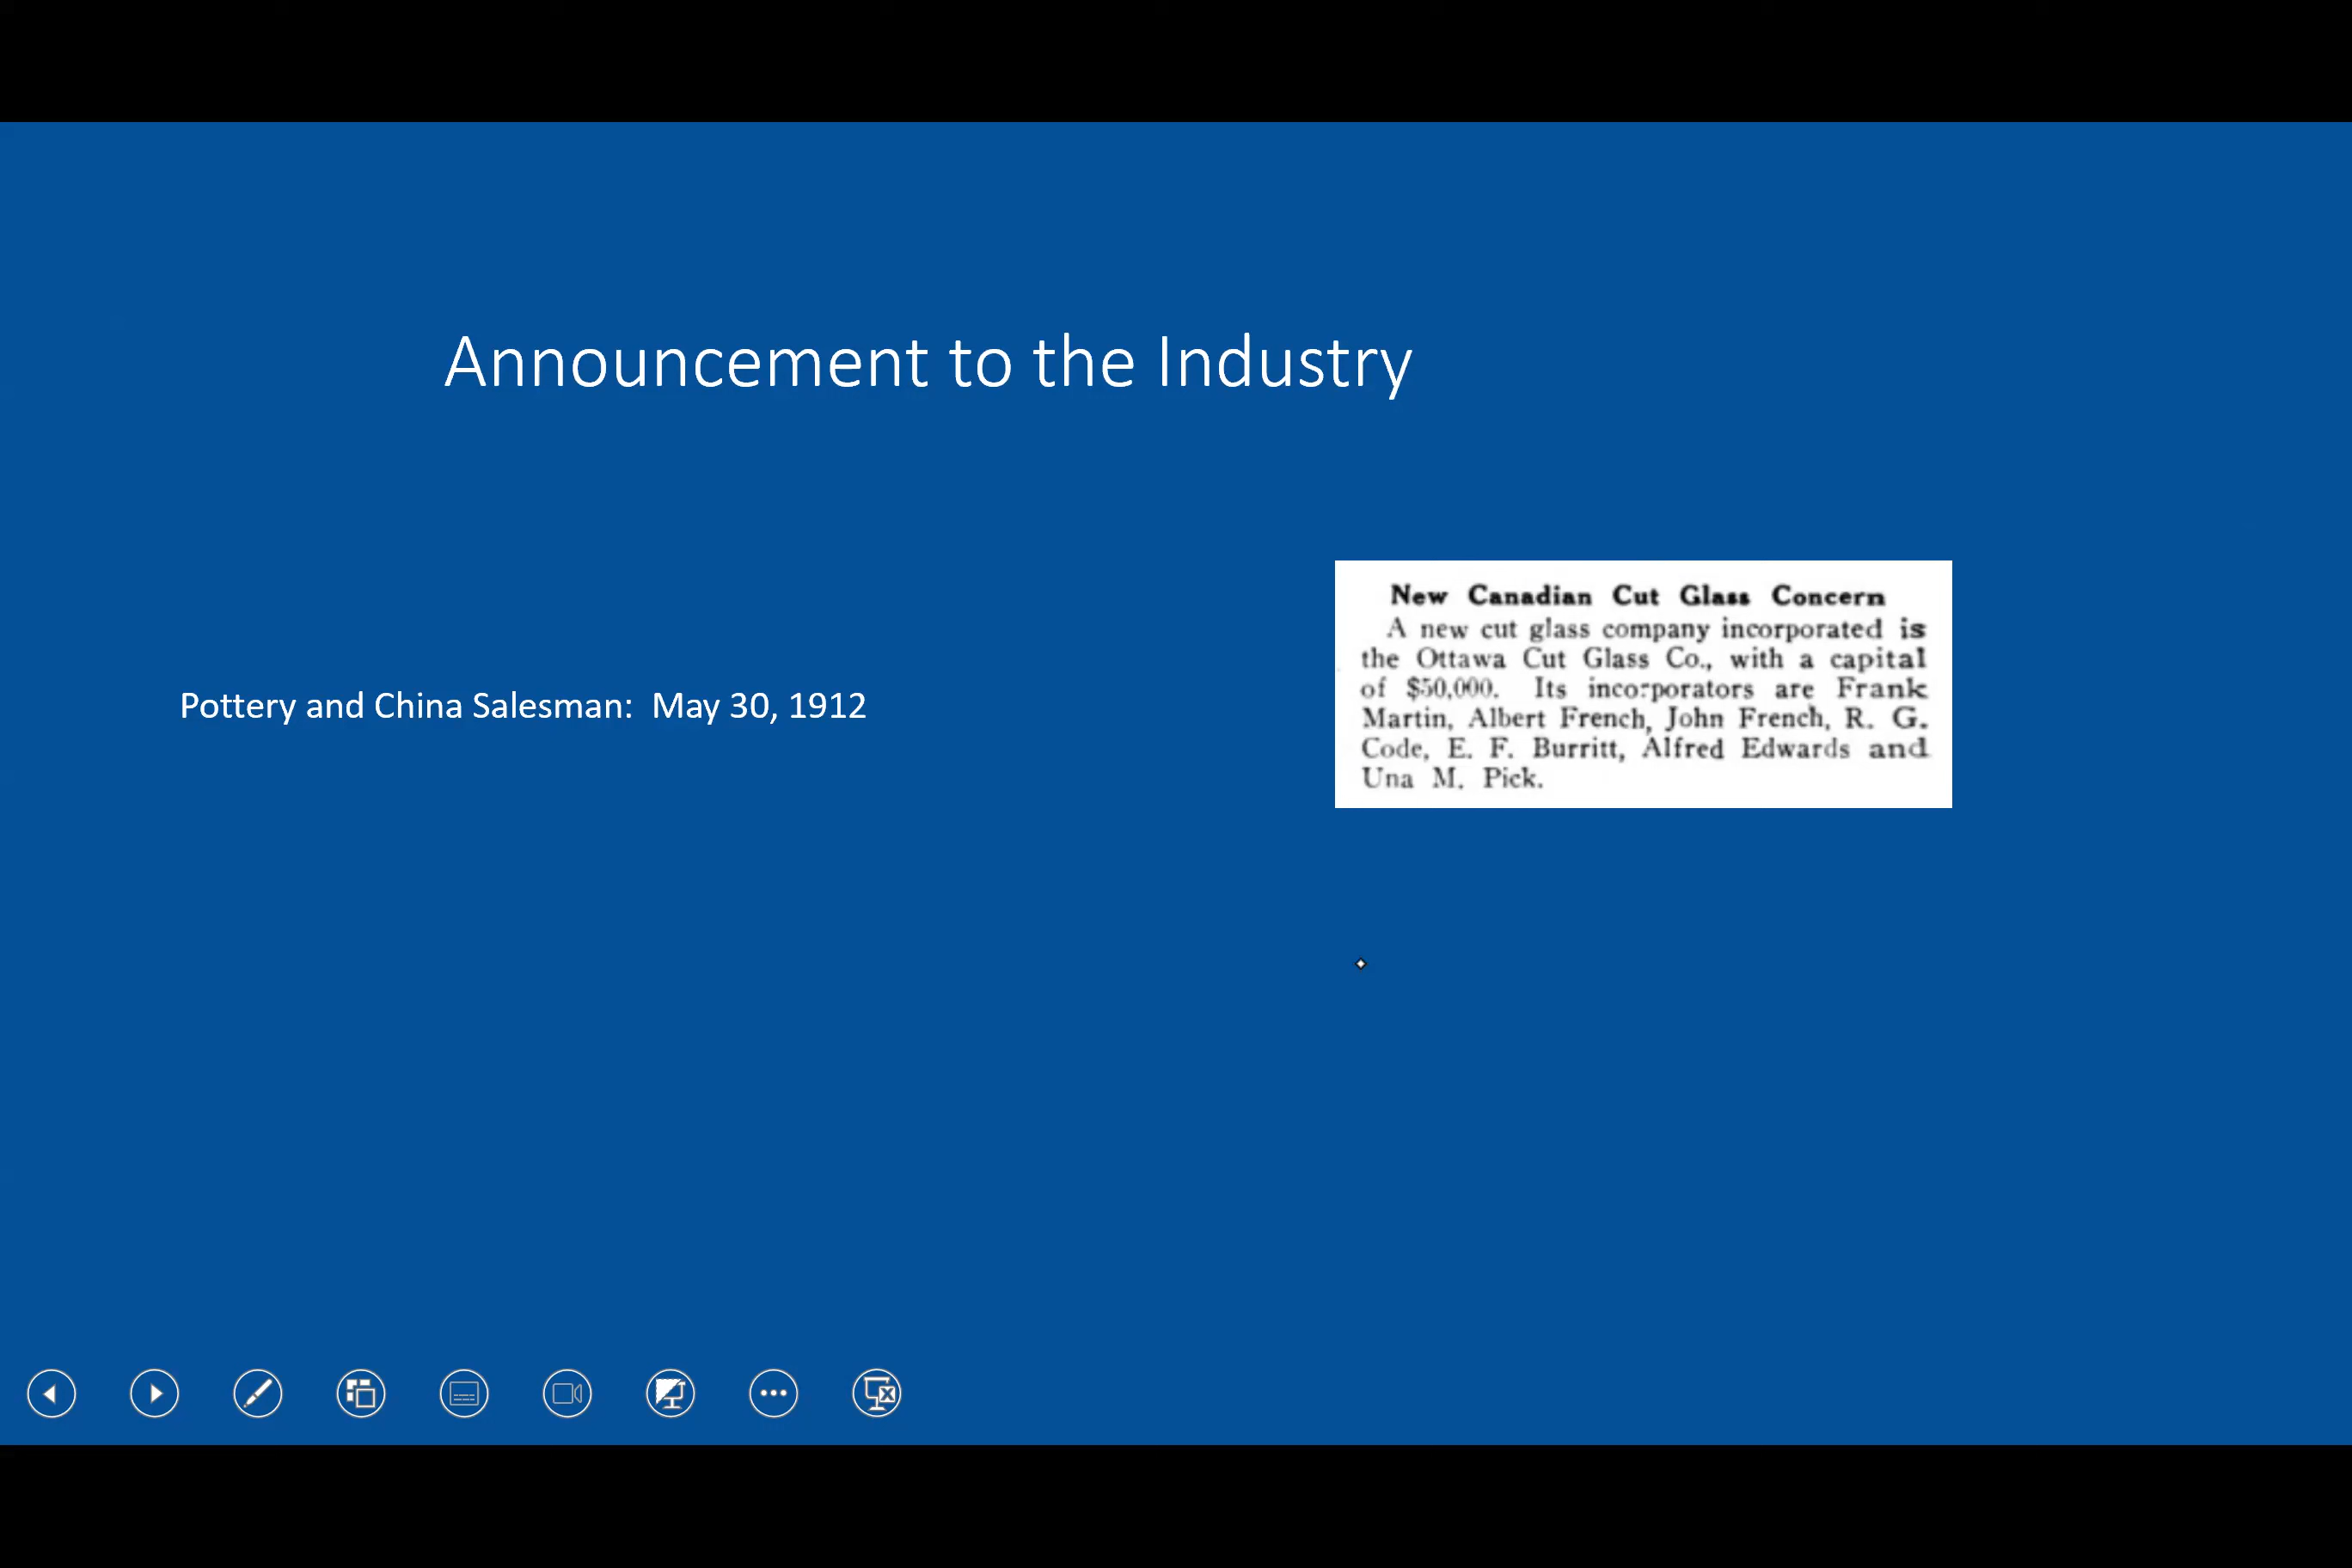 Announcement to the Industry
Pottery and China Salesman:  May 30, 1912
New Canadian Cut Glass Concern
A new cut glass company incorporated is
the Ottawa Cut Glass Co., with a capital
of $50,000. Its incorporators are Frank
Martin, Albert French, John French, R. G.
Code, E. F. Burritt, Alfred Edwards and
Una M. Pick.